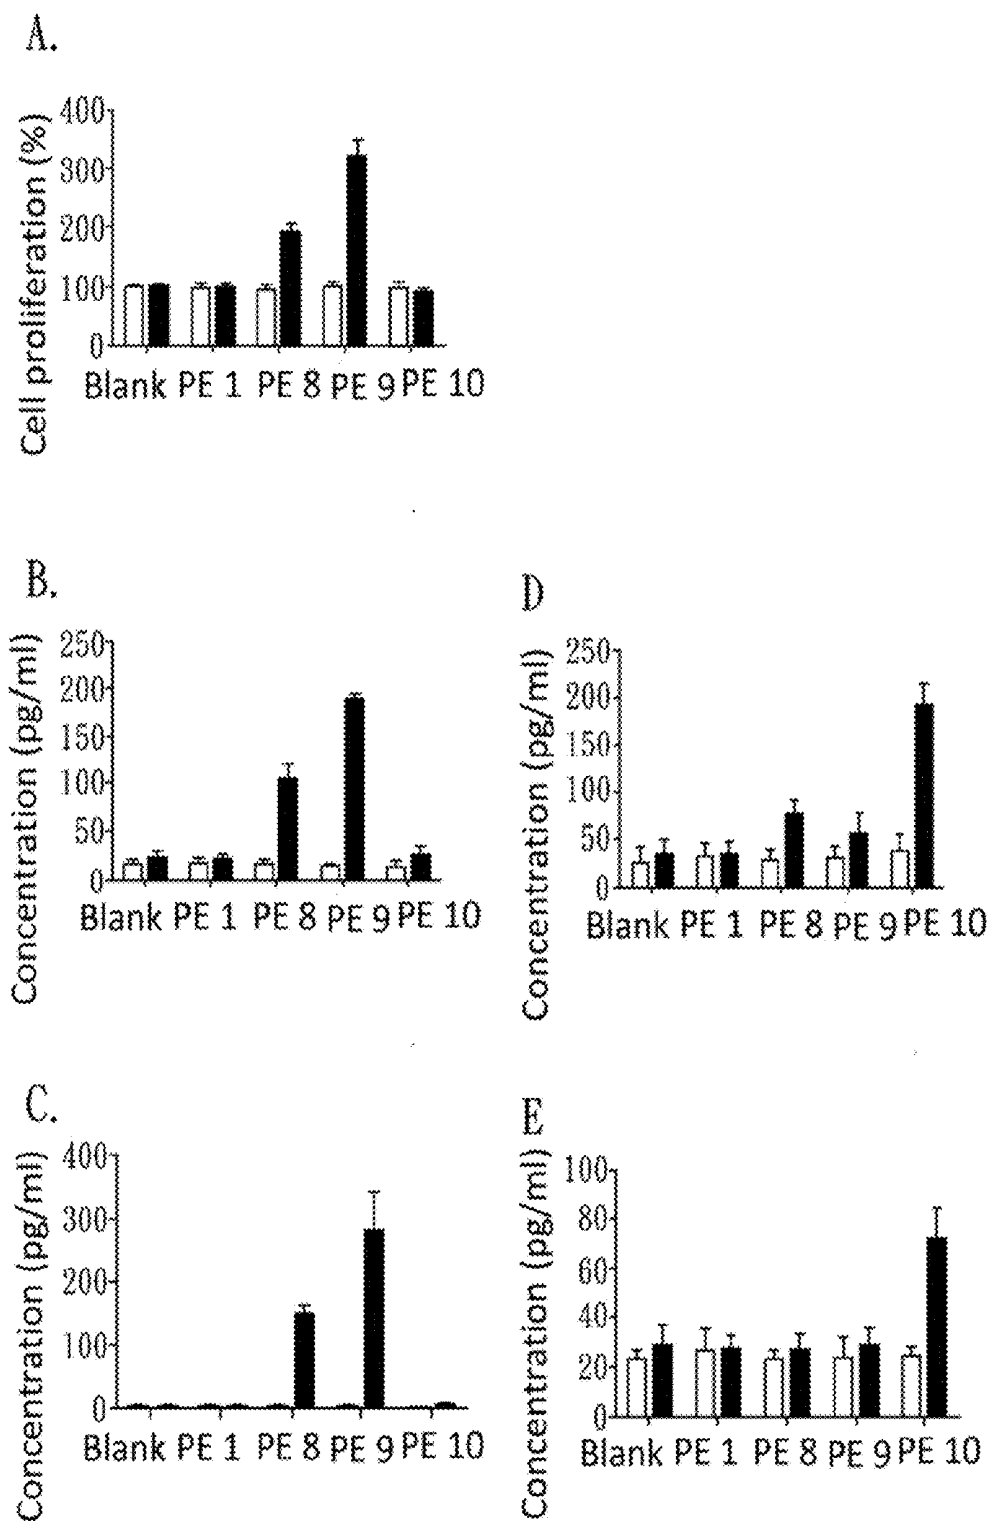 A.
Cell proliferation (%)
400
300
200
100
0
Blank PE 1 PE 8 PE 9 PE 10
B.
Concentration (pg/ml)
250
200
150
100
50
0
Blank PE 1 PE 8 PE 9 PE 10
D
Concentration (pg/ml)
250
200
150
100
50
0
Blank PE 1 PE 8 PE 9 PE 10
C.
Concentration (pg/ml)
400
300
200
100
0
Blank PE 1 PE 8 PE 9 PE 10
E
Concentration (pg/ml)
100
80
60
40
20
0
Blank PE 1 PE 8 PE 9 PE 10